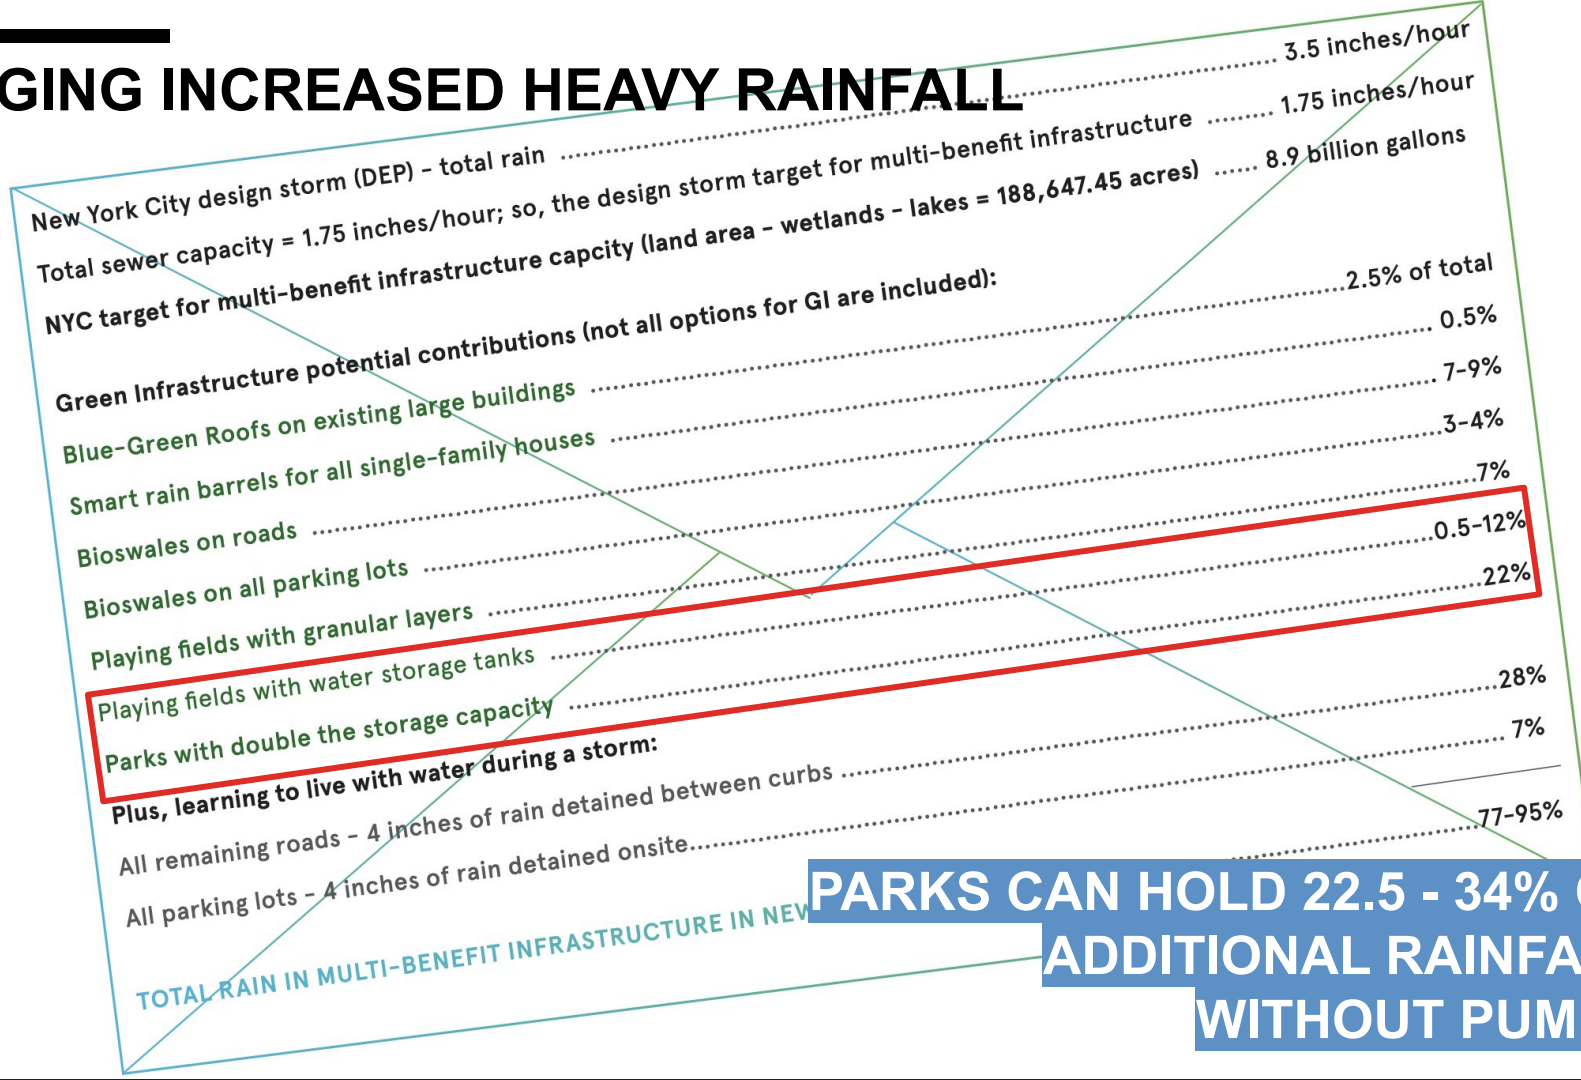 GING INCREASED HEAVY RAINFALL
New York City design storm (DEP) - total rain ........ 3.5 inches/hour
Total sewer capacity = 1.75 inches/hour; so, the design storm target for multi-benefit infrastructure ........ 1.75 inches/hour
NYC target for multi-benefit infrastructure capcity (land area - wetlands - lakes = 188,647.45 acres) ...... 8.9 billion gallons
Green Infrastructure potential contributions (not all options for GI are included):
Blue-Green Roofs on existing large buildings ........ 2.5% of total
Smart rain barrels for all single-family houses ........ 0.5%
Bioswales on roads ........ 7-9%
Bioswales on all parking lots ........ 3-4%
Playing fields with granular layers ........ 7%
Playing fields with water storage tanks ........ 0.5-12%
Parks with double the storage capacity ........ 22%
Plus, learning to live with water during a storm:
All remaining roads - 4 inches of rain detained between curbs ........ 28%
All parking lots - 4 inches of rain detained onsite ........ 7%
TOTAL RAIN IN MULTI-BENEFIT INFRASTRUCTURE IN NEW ........ 77-95%
PARKS CAN HOLD 22.5 - 34%
ADDITIONAL RAINFA
WITHOUT PUM